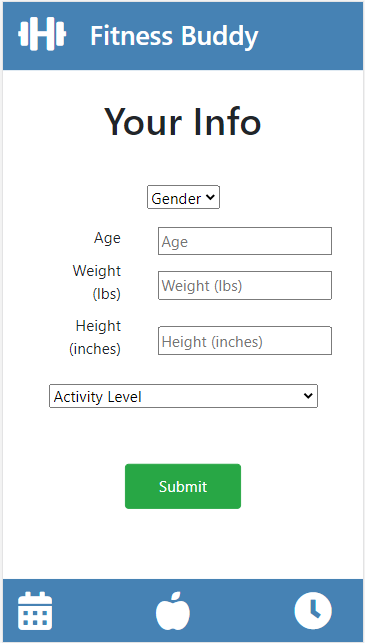 Fitness Buddy
Your Info
Gender
Age
Age
Weight
(lbs)
Weight (lbs)
Height
(inches)
Height (inches)
Activity Level
Submit